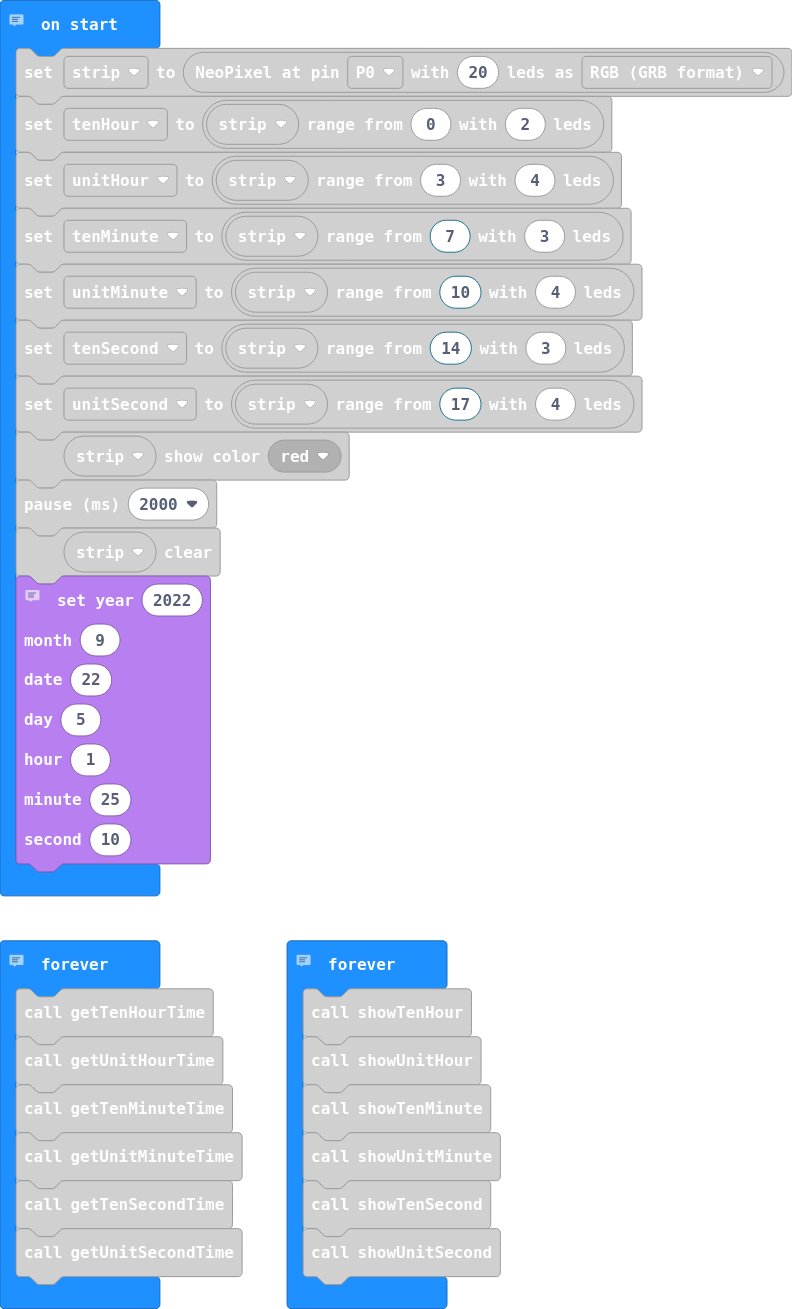 on start
set strip to NeoPixel at pin P0 with 20 leds as RGB (GRB format)
set tenHour to strip range from 0 with 2 leds
set unitHour to strip range from 3 with 4 leds
set tenMinute to strip range from 7 with 3 leds
set unitMinute to strip range from 10 with 4 leds
set tenSecond to strip range from 14 with 3 leds
set unitSecond to strip range from 17 with 4 leds
strip show color red
pause (ms) 2000
strip clear
set year 2022
month 9
date 22
day 5
hour 1
minute 25
second 10
forever
call getTenHourTime
call getUnitHourTime
call getTenMinuteTime
call getUnitMinuteTime
call getTenSecondTime
call getUnitSecondTime
forever
call showTenHour
call showUnitHour
call showTenMinute
call showUnitMinute
call showTenSecond
call showUnitSecond